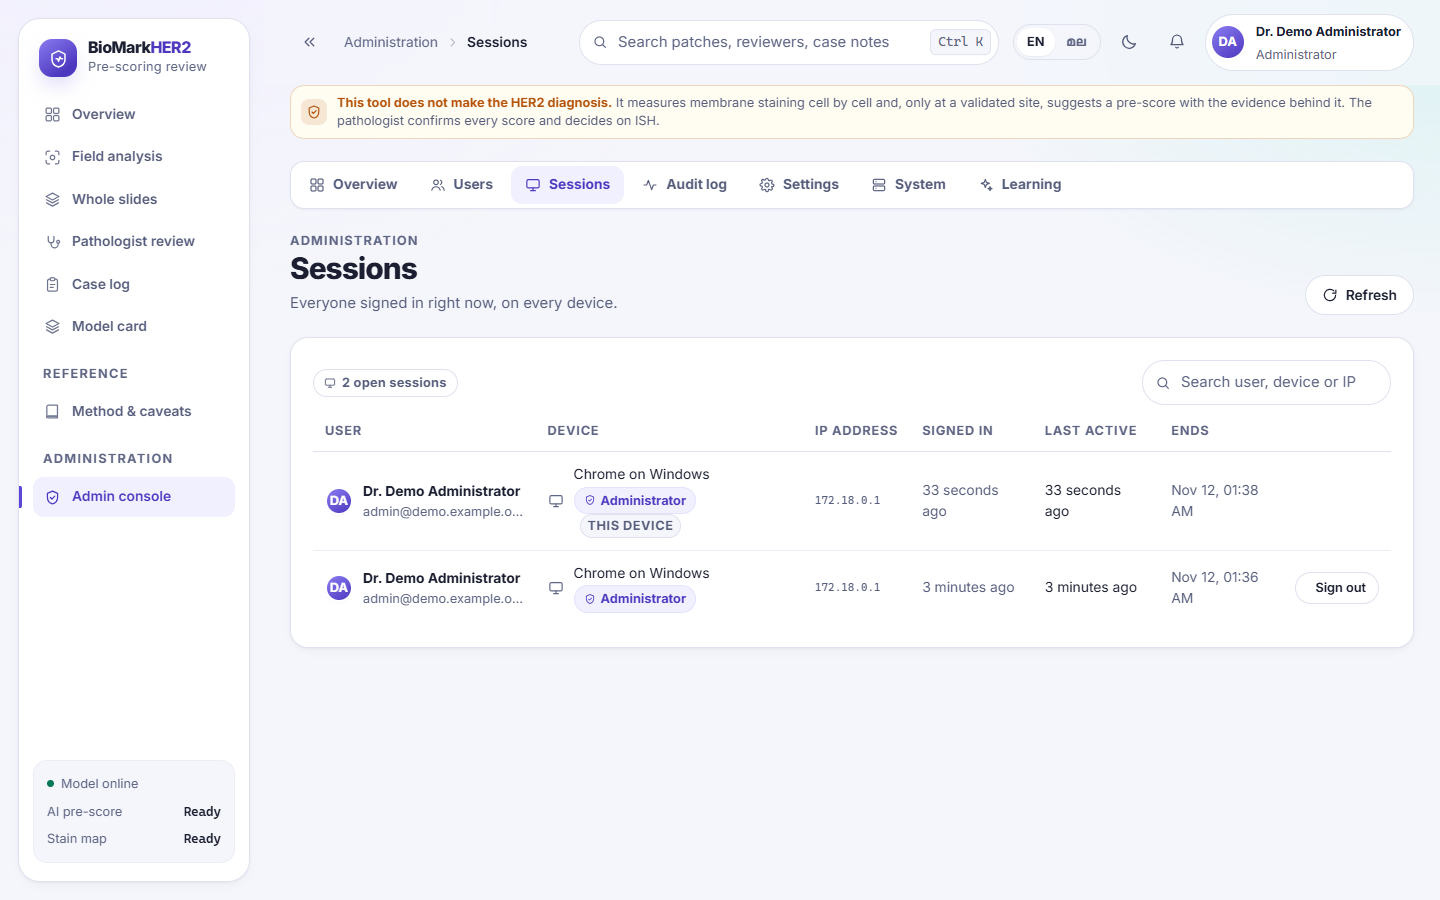 BioMarkHER2
Pre-scoring review
Overview
Field analysis
Whole slides
Pathologist review
Case log
Model card
REFERENCE
Method & caveats
ADMINISTRATION
Admin console
Model online
AI pre-score Ready
Stain map Ready
Administration Sessions
Search patches, reviewers, case notes Ctrl K
EN മല
DA Dr. Demo Administrator
Administrator
This tool does not make the HER2 diagnosis. It measures membrane staining cell by cell and, only at a validated site, suggests a pre-score with the evidence behind it. The
pathologist confirms every score and decides on ISH.
Overview Users Sessions Audit log Settings System Learning
ADMINISTRATION
Sessions
Everyone signed in right now, on every device.
Refresh
2 open sessions
Search user, device or IP
USER DEVICE IP ADDRESS SIGNED IN LAST ACTIVE ENDS
DA Dr. Demo Administrator
admin@demo.example.o...
Chrome on Windows
Administrator
THIS DEVICE
172.18.0.1
33 seconds
ago
33 seconds
ago
Nov 12, 01:38
AM
DA Dr. Demo Administrator
admin@demo.example.o...
Chrome on Windows
Administrator
172.18.0.1
3 minutes ago
3 minutes ago
Nov 12, 01:36
AM
Sign out